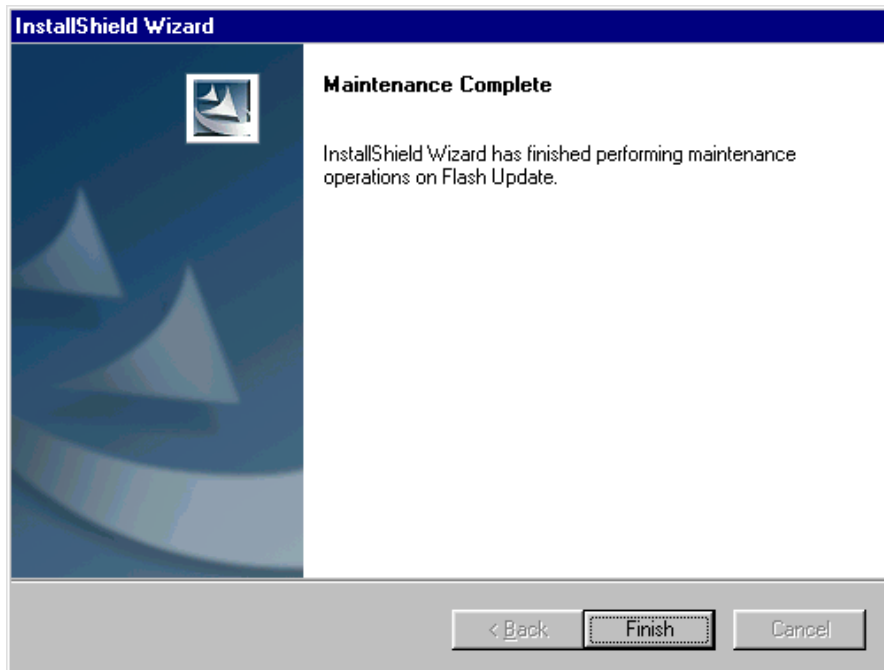 InstallShield Wizard
Maintenance Complete
InstallShield Wizard has finished performing maintenance
operations on Flash Update.
< Back
Finish
Cancel